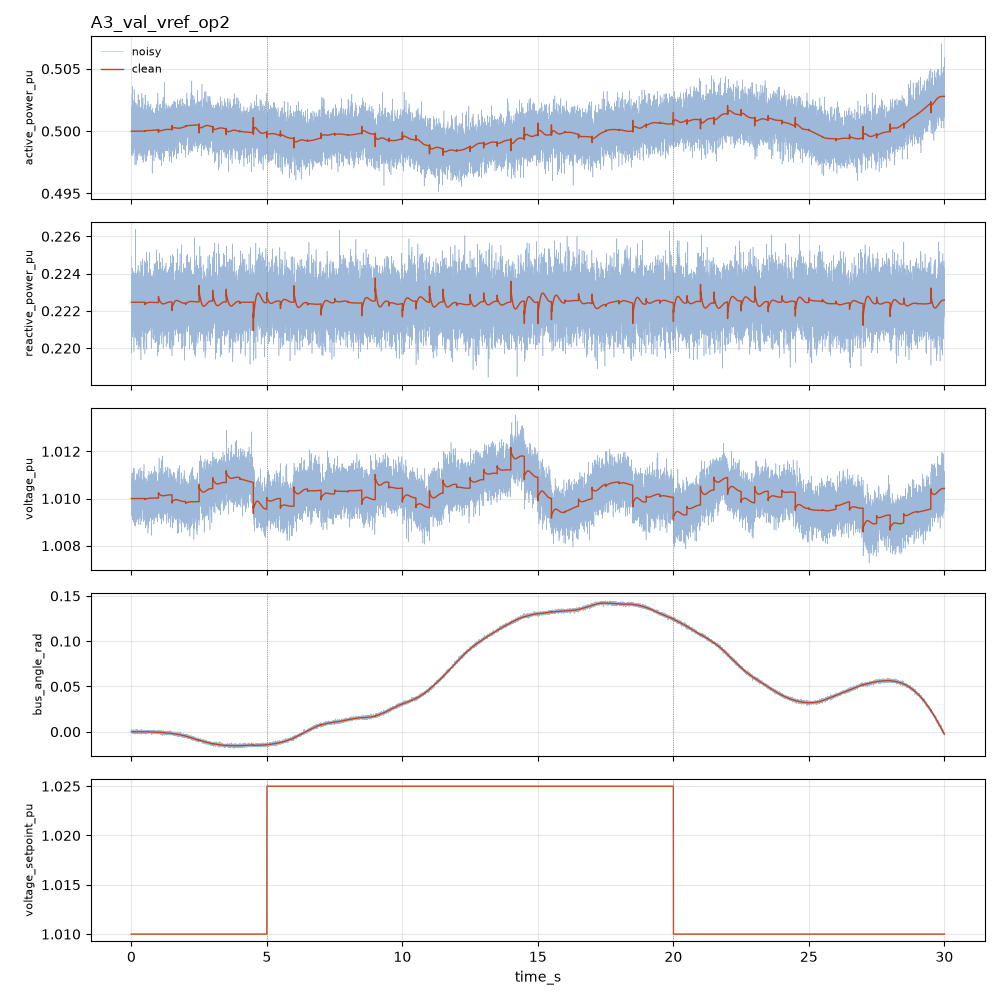 A3_val_vref_op2
noisy
clean
active_power_pu
0.505
0.500
0.495
reactive_power_pu
0.226
0.224
0.222
0.220
voltage_pu
1.012
1.010
1.008
bus_angle_rad
0.15
0.10
0.05
0.00
voltage_setpoint_pu
1.025
1.020
1.015
1.010
0 5 10 15 20 25 30
time_s